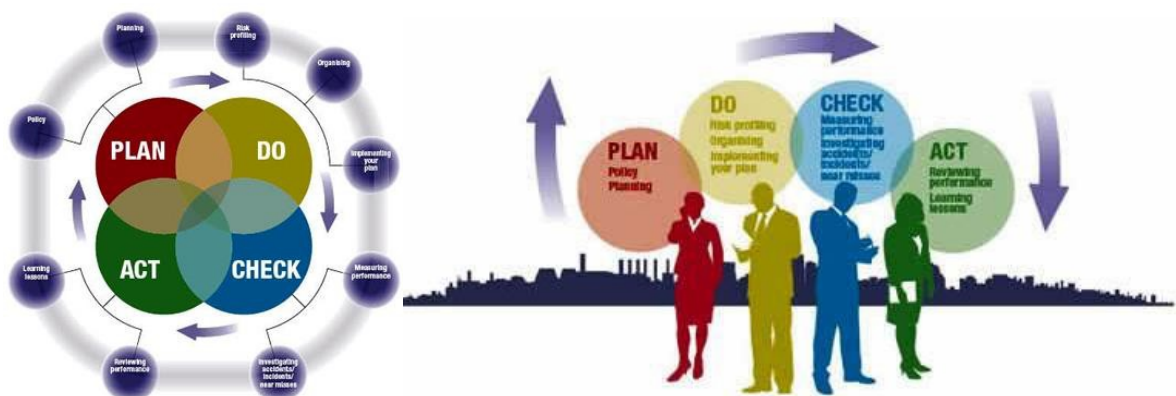 Planning
Risk
profiling
Organising
Policy
Implementing
your
plan
PLAN
DO
ACT
CHECK
Learning
lessons
Measuring
performance
Reviewing
performance
Investigating
accidents/
incidents/
near misses
PLAN
Policy
Planning
DO
Risk profiling
Organising
Implementing
your plan
CHECK
Measuring
performance
Investigating
accidents/
incidents/
near misses
ACT
Reviewing
performance
Learning
lessons